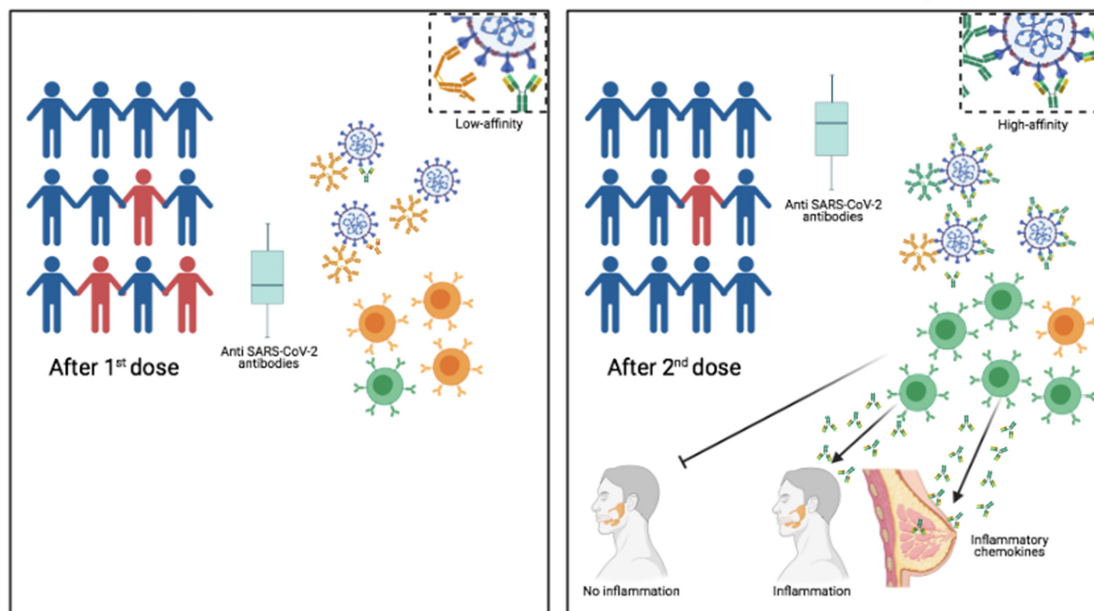 Low-affinity
Anti SARS-CoV-2
antibodies
After 1st dose
High-affinity
Anti SARS-CoV-2
antibodies
After 2nd dose
No inflammation
Inflammation
Inflammatory
chemokines